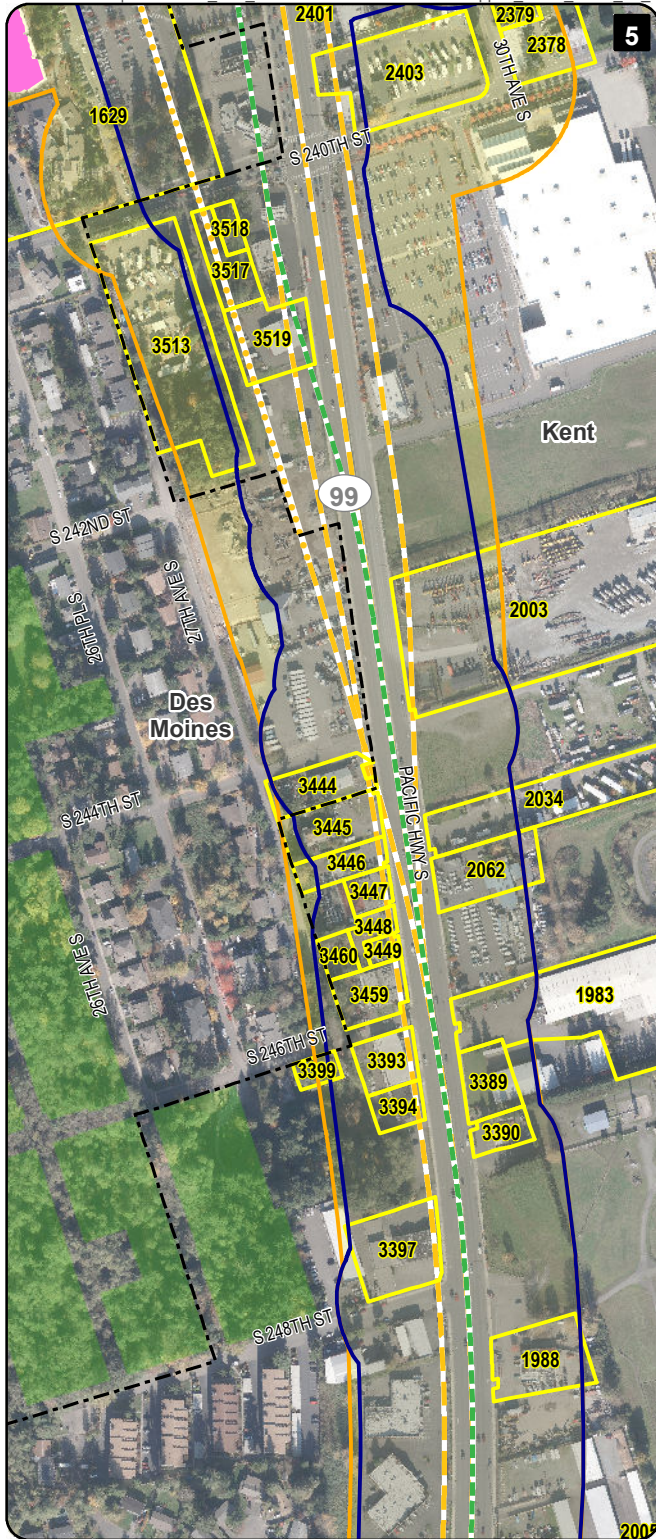 2401
2379
5
30TH AVE S
2378
2403
1629
S 240TH ST
3518
3517
3519
3513
Kent
99
S 242ND ST
27TH AVE S
26TH PL S
2003
Des
Moines
PACIFIC HWY S
3444
2034
S 244TH ST
3445
3446
2062
3447
3448
3449
3460
26TH AVE S
3459
1983
S 246TH ST
3393
3399
3389
3394
3390
3397
S 248TH ST
1988